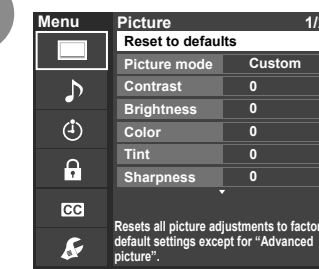 Menu
Picture 1/
Reset to defaults
Picture mode Custom
Contrast 0
Brightness 0
Color 0
Tint 0
Sharpness 0
CC
Resets all picture adjustments to
default settings except for “Advanced
picture”.